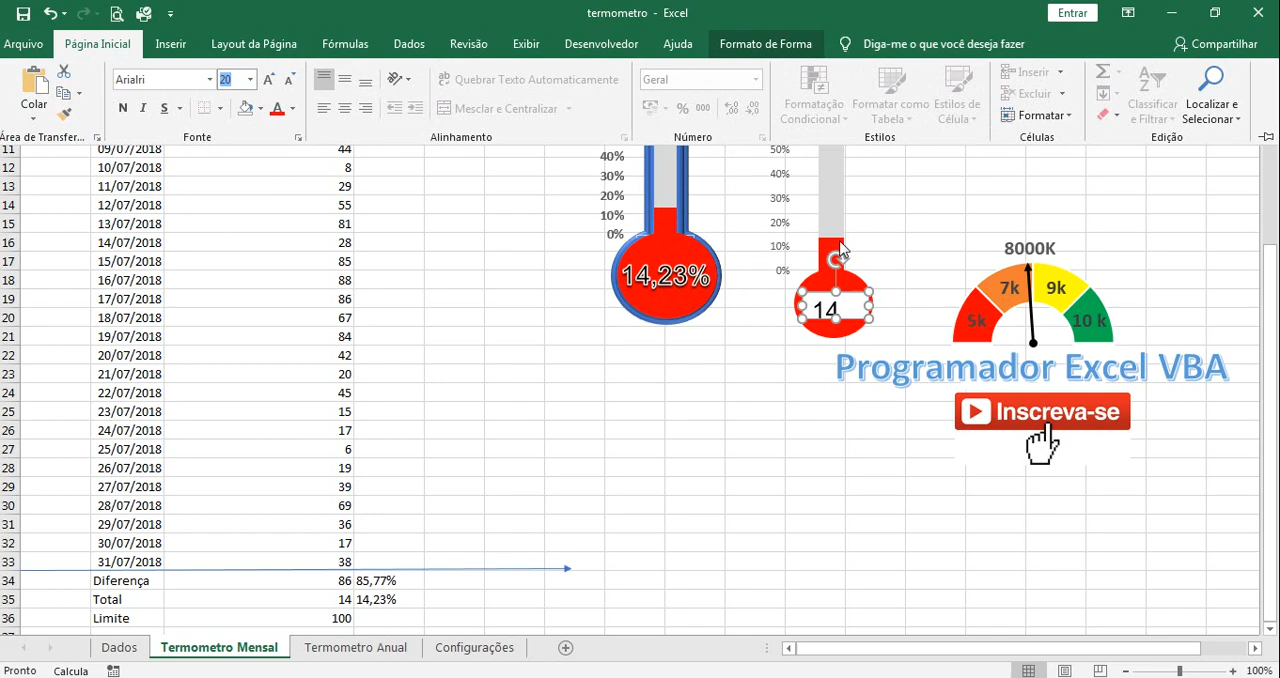 termometro - Excel
Entrar
Arquivo Página Inicial Inserir Layout da Página Fórmulas Dados Revisão Exibir Desenvolvedor Ajuda Formato de Forma Diga-me o que você deseja fazer Compartilhar
Colar
Arialri 20
N I S
Quebrar Texto Automaticamente
Mesclar e Centralizar
Geral
% 000
Formatação Condicional
Formatar como Tabela
Estilos de Célula
Inserir
Excluir
Formatar
Classificar e Filtrar
Localizar e Selecionar
Área de Transfer... Fonte Alinhamento Número Estilos Células Edição
11 09/07/2018 44
12 10/07/2018 8
13 11/07/2018 29
14 12/07/2018 55
15 13/07/2018 81
16 14/07/2018 28
17 15/07/2018 85
18 16/07/2018 88
19 17/07/2018 86
20 18/07/2018 67
21 19/07/2018 84
22 20/07/2018 42
23 21/07/2018 20
24 22/07/2018 45
25 23/07/2018 15
26 24/07/2018 17
27 25/07/2018 6
28 26/07/2018 19
29 27/07/2018 39
30 28/07/2018 69
31 29/07/2018 36
32 30/07/2018 17
33 31/07/2018 38
34 Diferença 86 85,77%
35 Total 14 14,23%
36 Limite 100
40%
30%
20%
10%
0%
14,23%
50%
40%
30%
20%
10%
0%
14
8000K
7k 9k
5k 10 k
Programador Excel VBA
Inscreva-se
Dados Termometro Mensal Termometro Anual Configurações
Pronto Calcula 100%